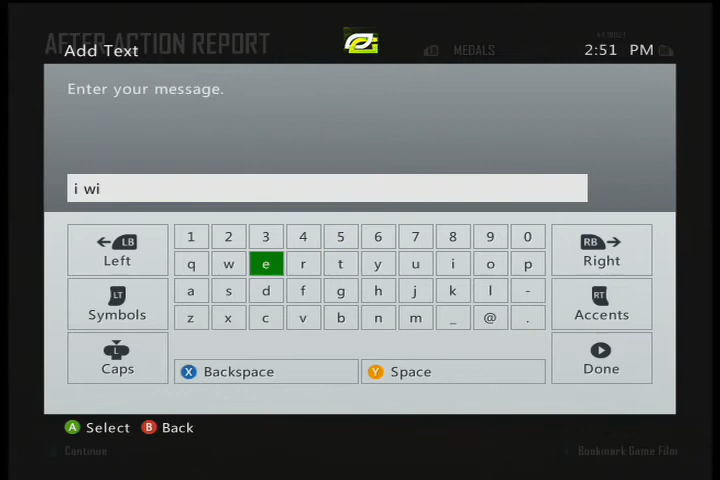 AFTER ACTION REPORT
Add Text
MEDALS
2:51 PM
Enter your message.
i wi
LB
Left
1 2 3 4 5 6 7 8 9 0
RB
Right
q w e r t y u i o p
LT
Symbols
a s d f g h j k l -
RT
Accents
z x c v b n m _ @ .
L
Caps
X Backspace
Y Space
Done
A Select B Back
Continue
Bookmark Game Film